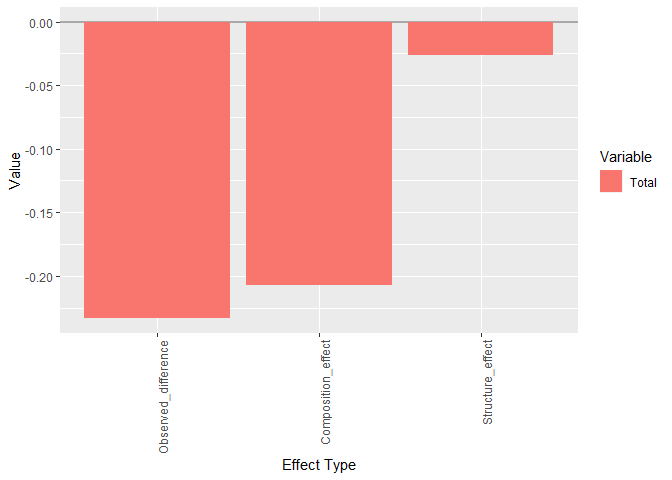 0.00
-0.05
-0.10
-0.15
-0.20
Value
Observed_difference
Composition_effect
Structure_effect
Effect Type
Variable
Total